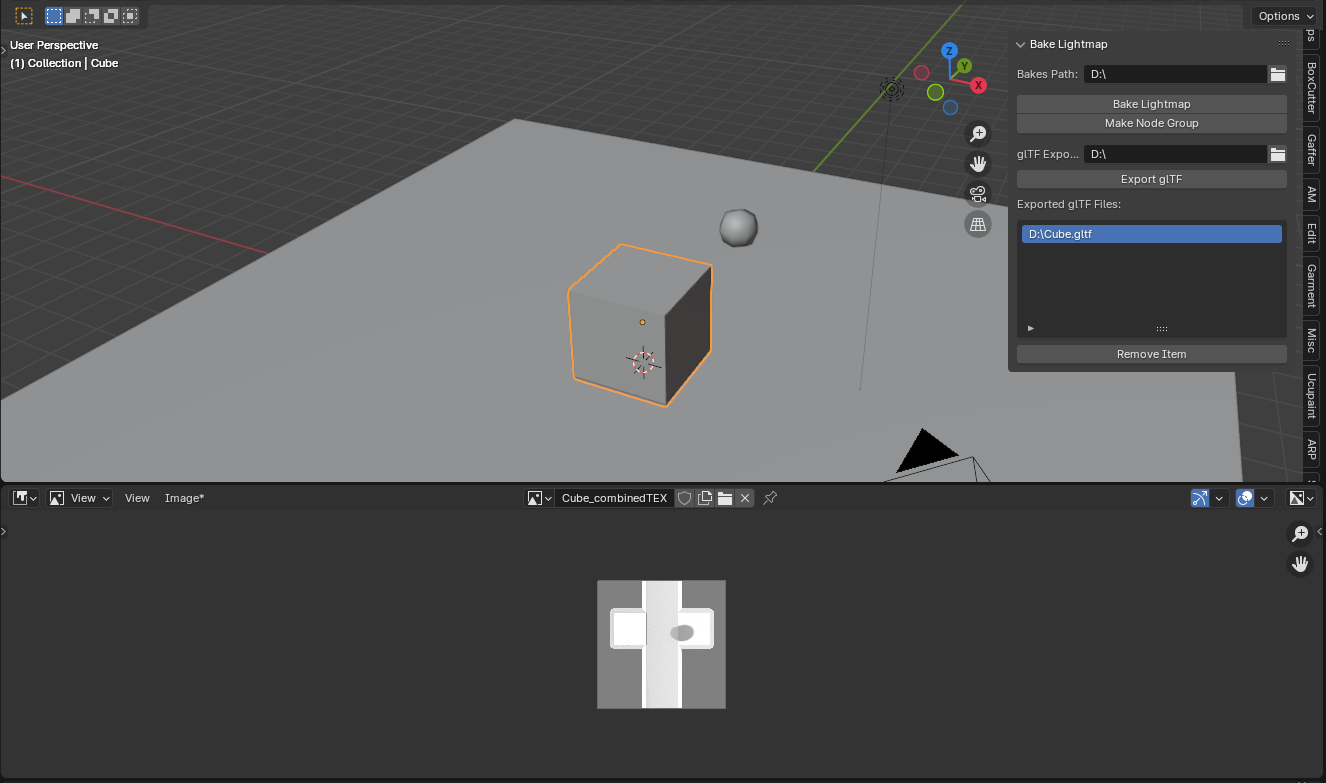 Options
User Perspective
(1) Collection | Cube
Z
Y
X
Bake Lightmap
Bakes Path:
D:\
Bake Lightmap
Make Node Group
glTF Expo...
D:\
Export glTF
Exported glTF Files:
D:\Cube.gltf
Remove Item
ps
BoxCutter
Gaffer
AM
Edit
Garment
Misc
Ucupaint
ARP
View
View
Image*
Cube_combinedTEX